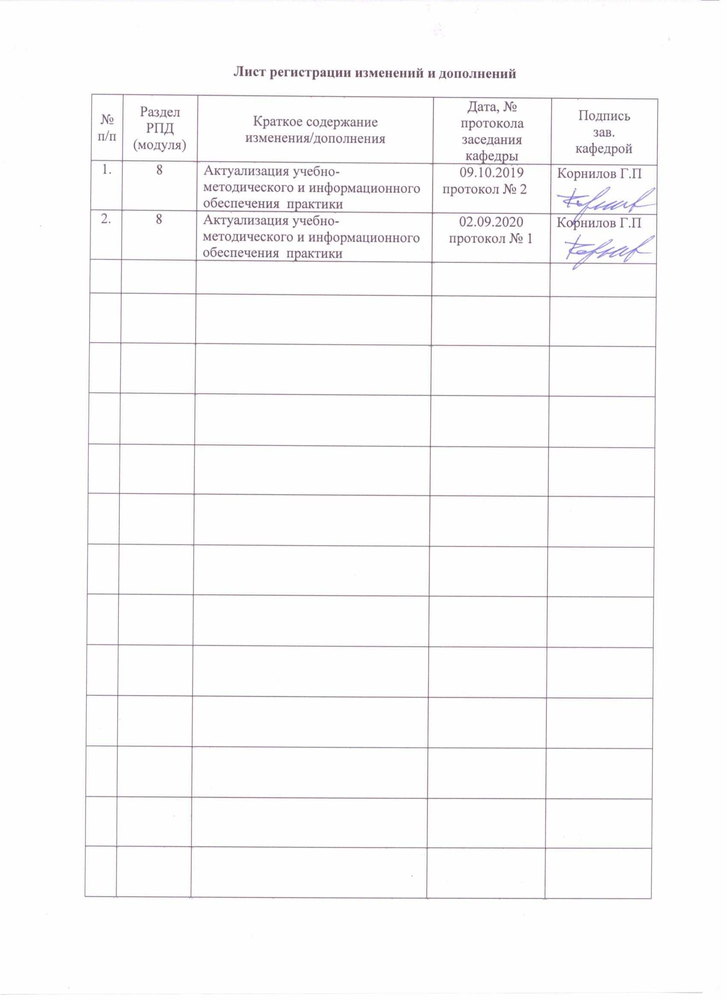 Лист регистрации изменений и дополнений
№
п/п
Раздел
РПД
(модуля)
Краткое содержание
изменения/дополнения
Дата, №
протокола
заседания
кафедры
Подпись
зав.
кафедрой
1.
8
Актуализация учебно-
методического и информационного
обеспечения практики
09.10.2019
протокол № 2
Корнилов Г.П
2.
8
Актуализация учебно-
методического и информационного
обеспечения практики
02.09.2020
протокол № 1
Корнилов Г.П